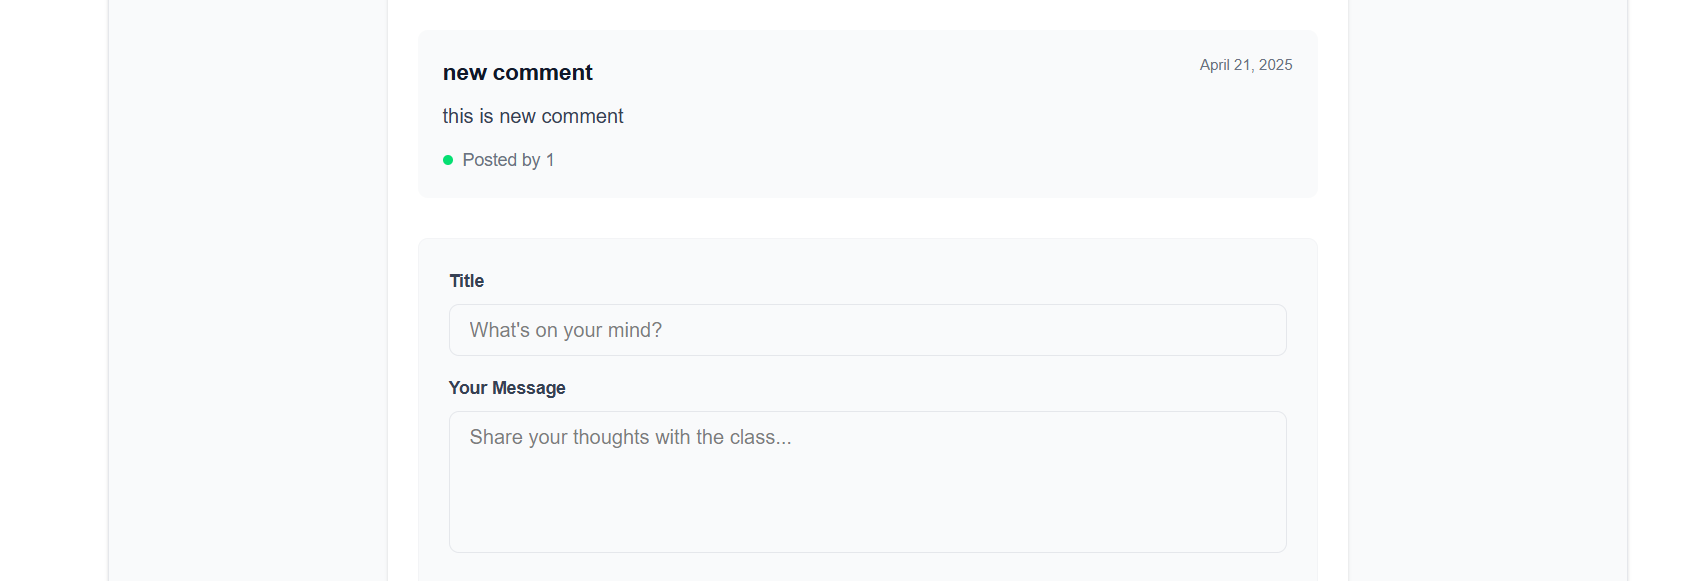 new comment
April 21, 2025
this is new comment
Posted by 1
Title
What's on your mind?
Your Message
Share your thoughts with the class...